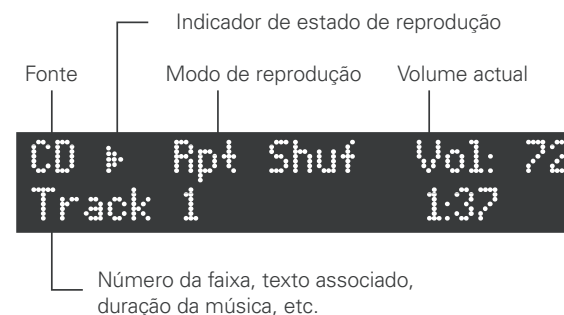 Indicador de estado de reprodução
Fonte
Modo de reprodução
Volume actual
CD Rpt Shuf Vol: 72
Track 1 1:37
Número da faixa, texto associado,
duração da música, etc.